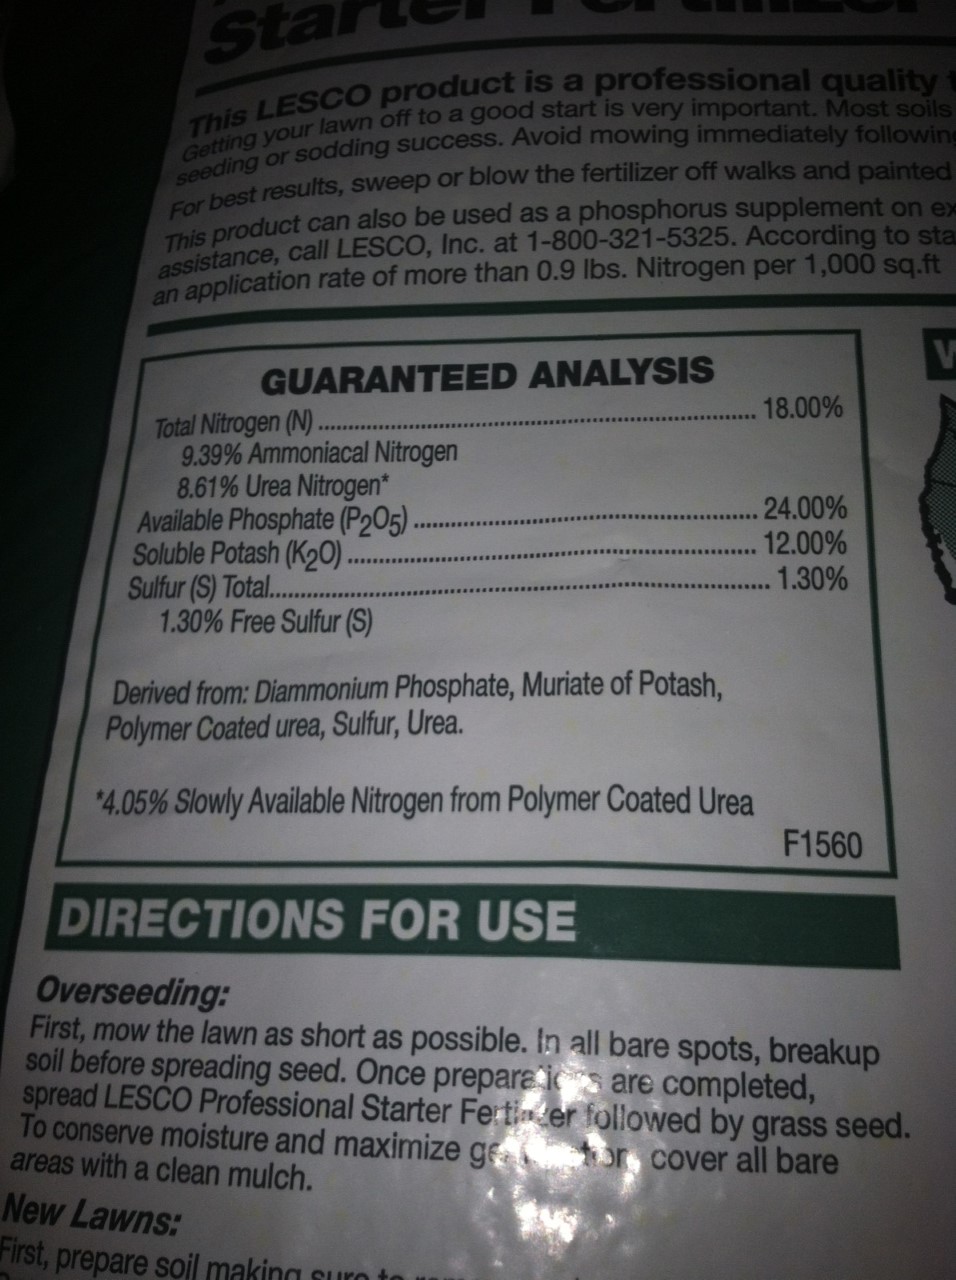 Starter Fertilizer
This LESCO product is a professional quality
Getting your lawn off to a good start is very important. Most soils
seeding or sodding success. Avoid mowing immediately following
For best results, sweep or blow the fertilizer off walks and painted
This product can also be used as a phosphorus supplement on
assistance, call LESCO, Inc. at 1-800-321-5325. According to
an application rate of more than 0.9 lbs. Nitrogen per 1,000 sq.ft
GUARANTEED ANALYSIS
Total Nitrogen (N) ........ 18.00%
9.39% Ammoniacal Nitrogen
8.61% Urea Nitrogen*
Available Phosphate (P2O5) ........ 24.00%
Soluble Potash (K2O) ........ 12.00%
Sulfur (S) Total........ 1.30%
1.30% Free Sulfur (S)
Derived from: Diammonium Phosphate, Muriate of Potash,
Polymer Coated urea, Sulfur, Urea.
*4.05% Slowly Available Nitrogen from Polymer Coated Urea
F1560
DIRECTIONS FOR USE
Overseeding:
First, mow the lawn as short as possible. In all bare spots, breakup
soil before spreading seed. Once preparations are completed,
spread LESCO Professional Starter Fertilizer followed by grass seed.
To conserve moisture and maximize germination, cover all bare
areas with a clean mulch.
New Lawns:
First, prepare soil making sure to